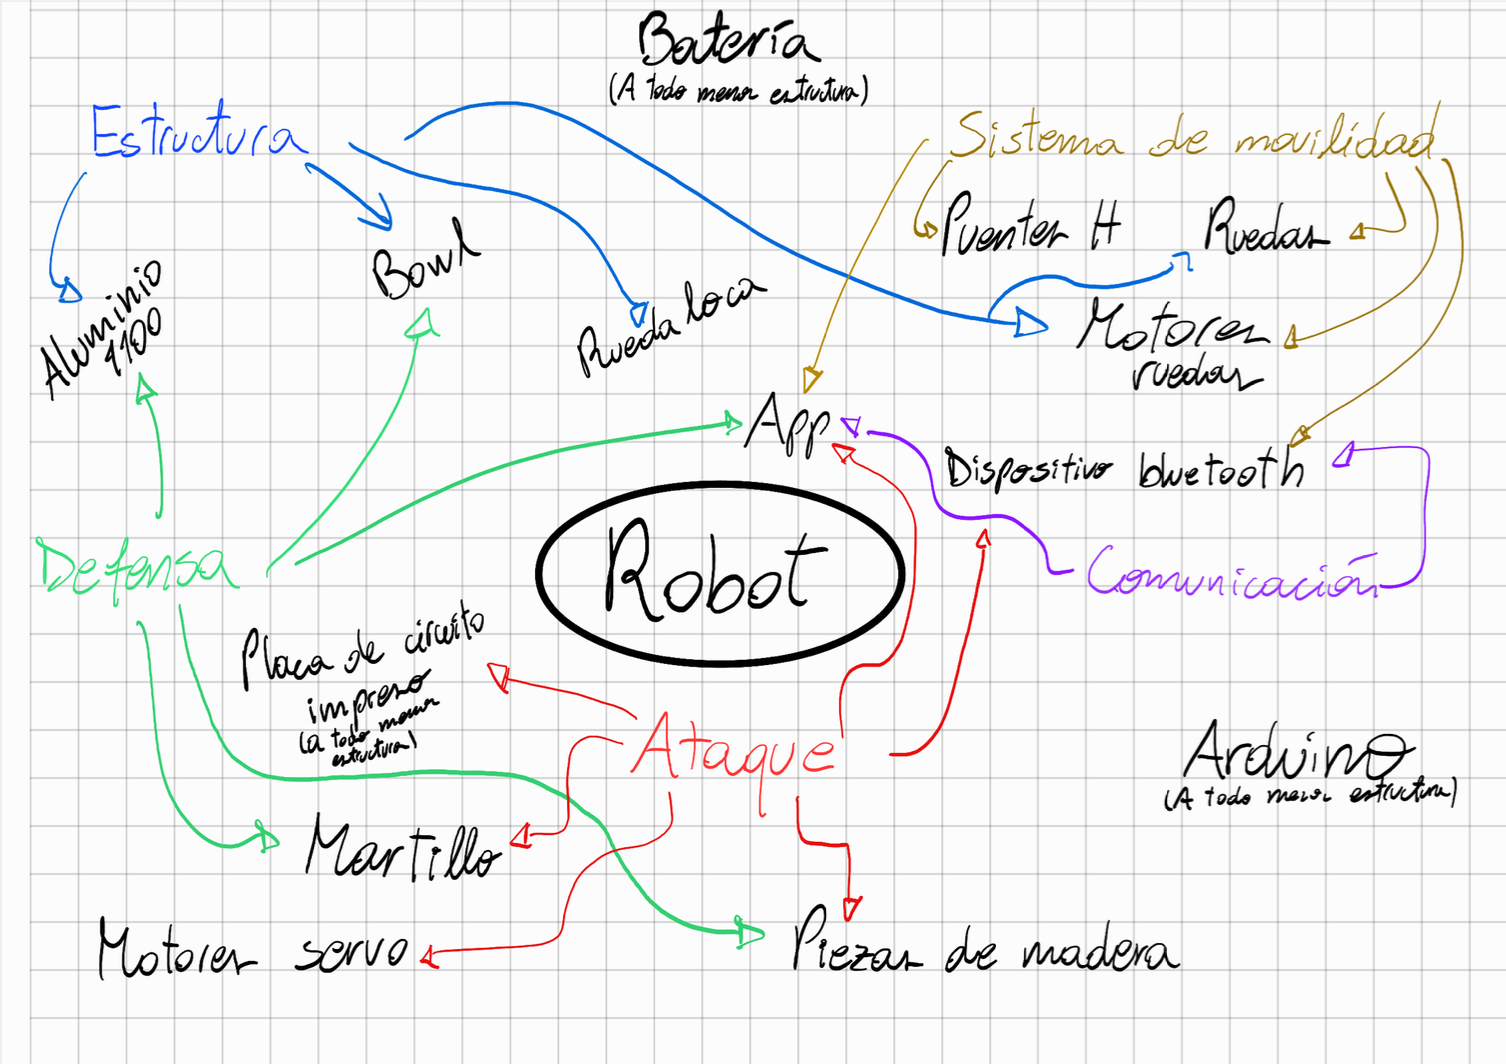 Batería
(A todo menos estructura)
Estructura
Sistema de movilidad
Puentes H
Ruedas
Bowl
Aluminio
1100
Rueda loca
Motores
ruedas
App
Dispositivo bluetooth
Defensa
Robot
Comunicación
Placa de circuito
impreso
(a todo menos
estructura)
Ataque
Arduino
(A todo menos estructura)
Martillo
Motores servo
Piezas de madera